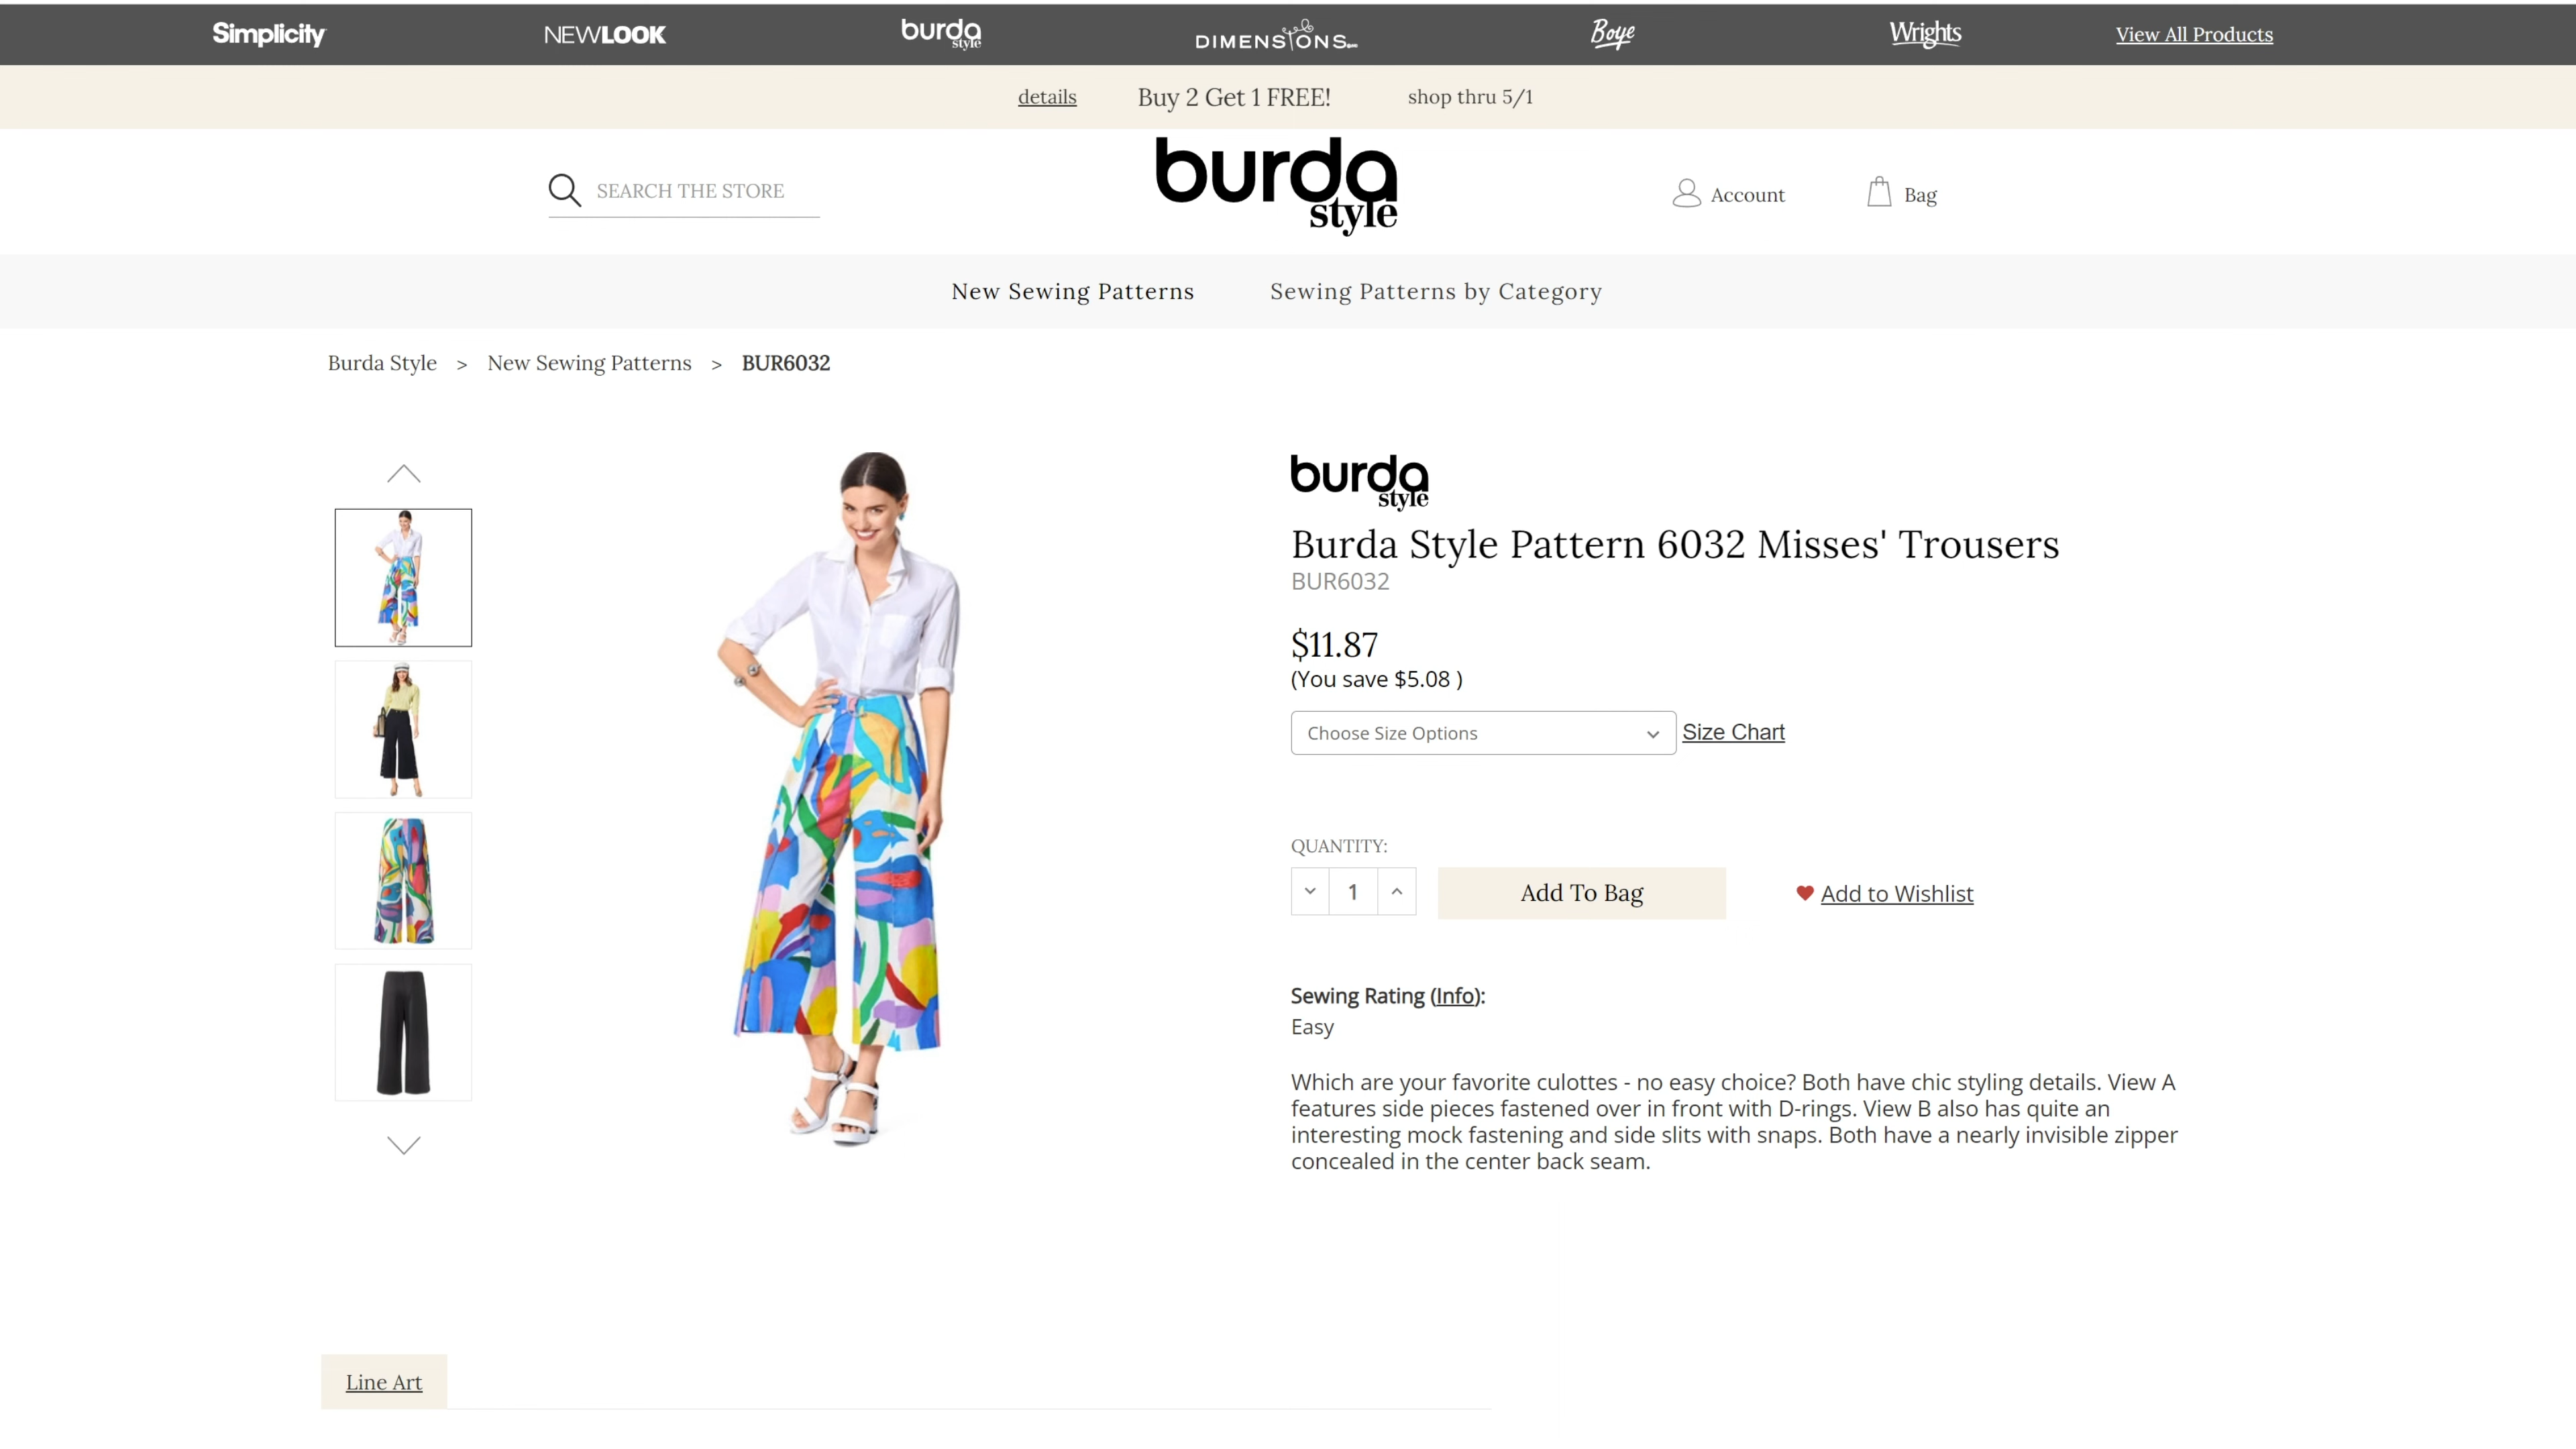 Simplicity
NEWLOOK
burda style
DIMENSIONS
Boye
Wrights
View All Products
details
Buy 2 Get 1 FREE!
shop thru 5/1
SEARCH THE STORE
burda
style
Account
Bag
New Sewing Patterns
Sewing Patterns by Category
Burda Style > New Sewing Patterns > BUR6032
burda
style
Burda Style Pattern 6032 Misses' Trousers
BUR6032
$11.87
(You save $5.08 )
Choose Size Options
Size Chart
QUANTITY:
1
Add To Bag
Add to Wishlist
Sewing Rating (Info):
Easy
Which are your favorite culottes - no easy choice? Both have chic styling details. View A
features side pieces fastened over in front with D-rings. View B also has quite an
interesting mock fastening and side slits with snaps. Both have a nearly invisible zipper
concealed in the center back seam.
Line Art